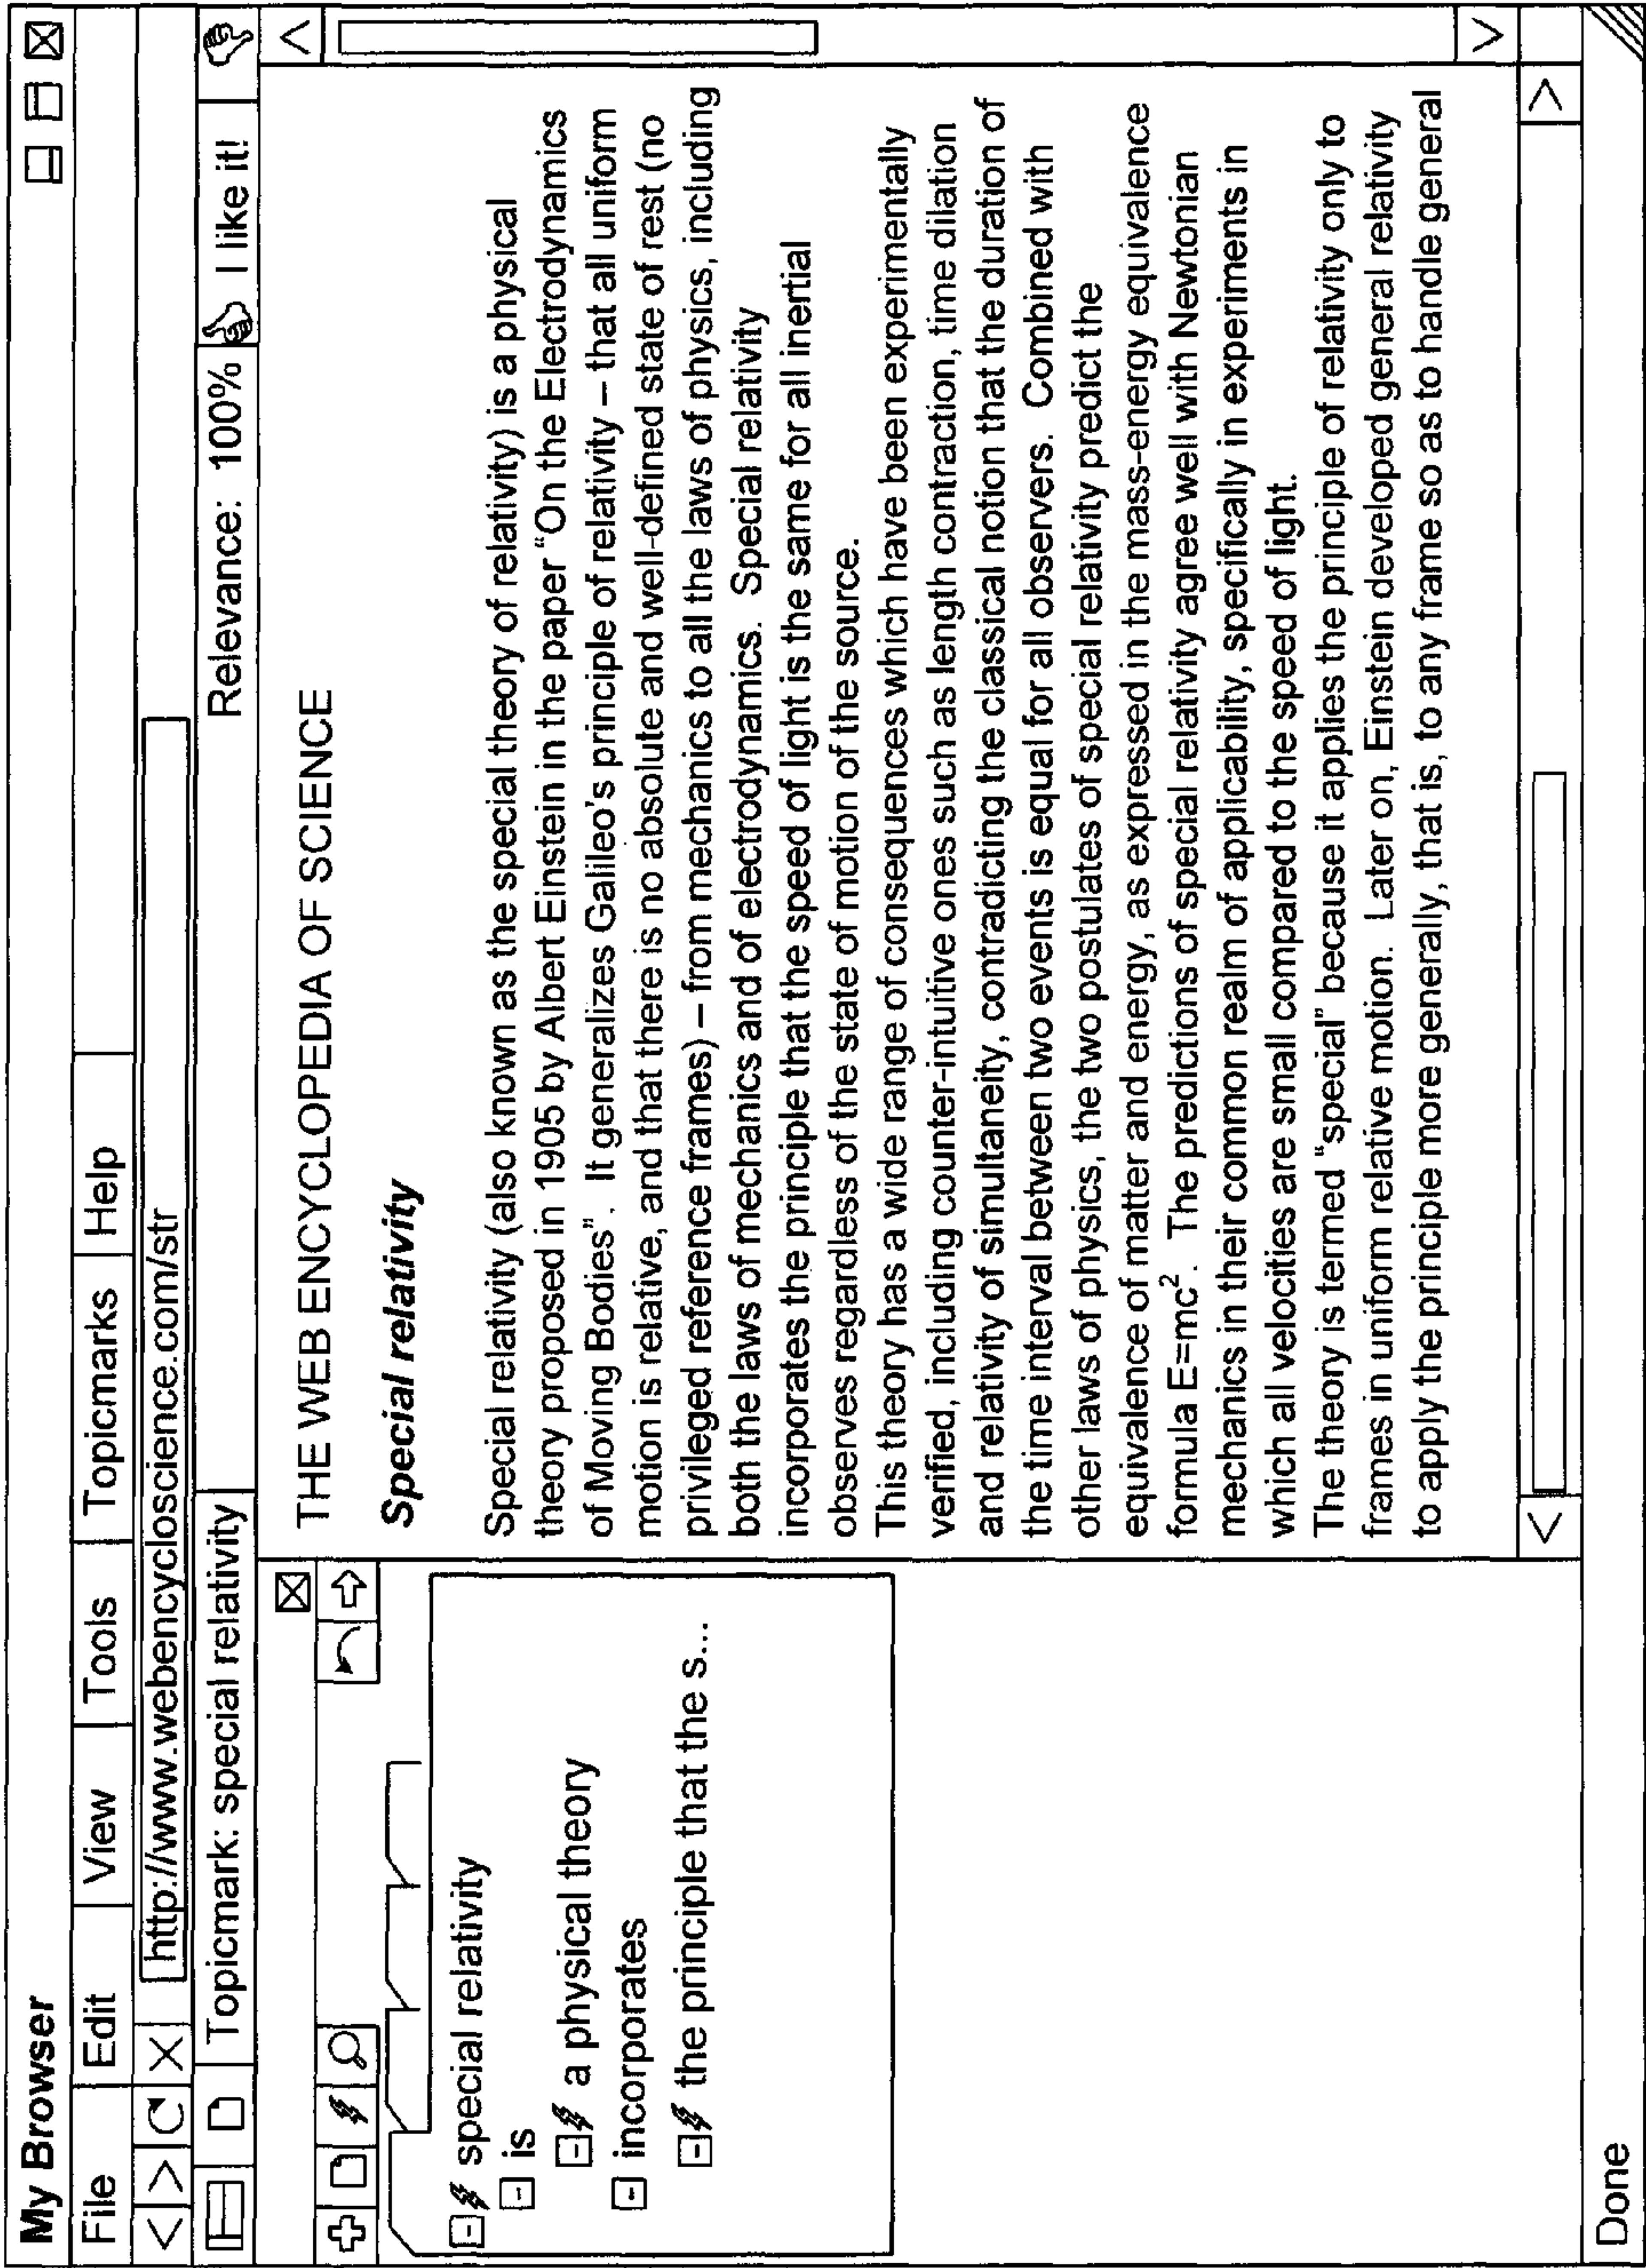 My Browser
File Edit View Tools Topicmarks Help
http://www.webencycloscience.com/str
Topicmark: special relativity
Relevance: 100%
I like it!
special relativity
is
a physical theory
incorporates
the principle that the s...
THE WEB ENCYCLOPEDIA OF SCIENCE
Special relativity
Special relativity (also known as the special theory of relativity) is a physical
theory proposed in 1905 by Albert Einstein in the paper “On the Electrodynamics
of Moving Bodies”. It generalizes Galileo's principle of relativity – that all uniform
motion is relative, and that there is no absolute and well-defined state of rest (no
privileged reference frames) – from mechanics to all the laws of physics, including
both the laws of mechanics and of electrodynamics. Special relativity
incorporates the principle that the speed of light is the same for all inertial
observes regardless of the state of motion of the source.
This theory has a wide range of consequences which have been experimentally
verified, including counter-intuitive ones such as length contraction, time dilation
and relativity of simultaneity, contradicting the classical notion that the duration of
the time interval between two events is equal for all observers. Combined with
other laws of physics, the two postulates of special relativity predict the
equivalence of matter and energy, as expressed in the mass-energy equivalence
formula E=mc². The predictions of special relativity agree well with Newtonian
mechanics in their common realm of applicability, specifically in experiments in
which all velocities are small compared to the speed of light.
The theory is termed “special” because it applies the principle of relativity only to
frames in uniform relative motion. Later on, Einstein developed general relativity
to apply the principle more generally, that is, to any frame so as to handle general
Done